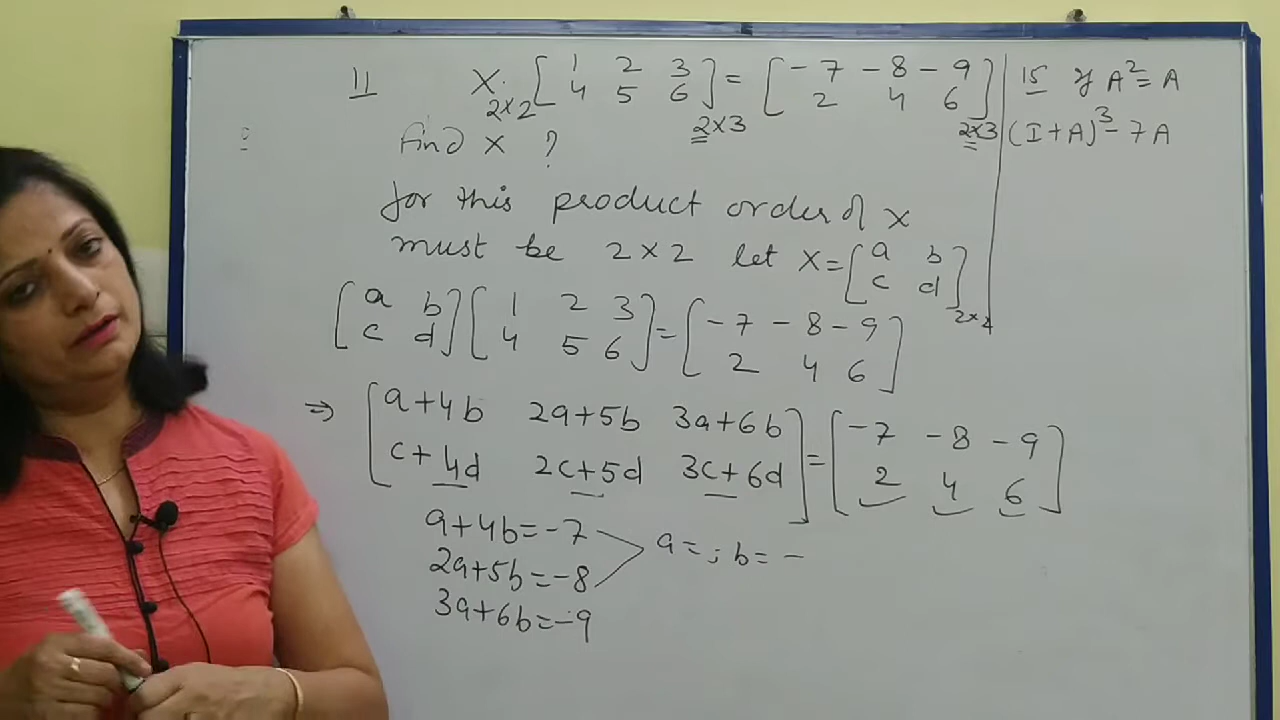 11 X. [ 1 2 3 ] = [ -7 -8 -9 ]
2×2 [ 4 5 6 ] 2×3 [ 2 4 6 ] 2×3
Find X ?
for this product order of X
must be 2×2 let X = [ a b ]
[ c d ] 2×2
[ a b ] [ 1 2 3 ] = [ -7 -8 -9 ]
[ c d ] [ 4 5 6 ] [ 2 4 6 ]
⇒ [ a+4b 2a+5b 3a+6b ] = [ -7 -8 -9 ]
[ c+4d 2c+5d 3c+6d ] [ 2 4 6 ]
a+4b=-7
2a+5b=-8
a= ; b= -
3a+6b=-9
15 if A²=A
(I+A)³-7A